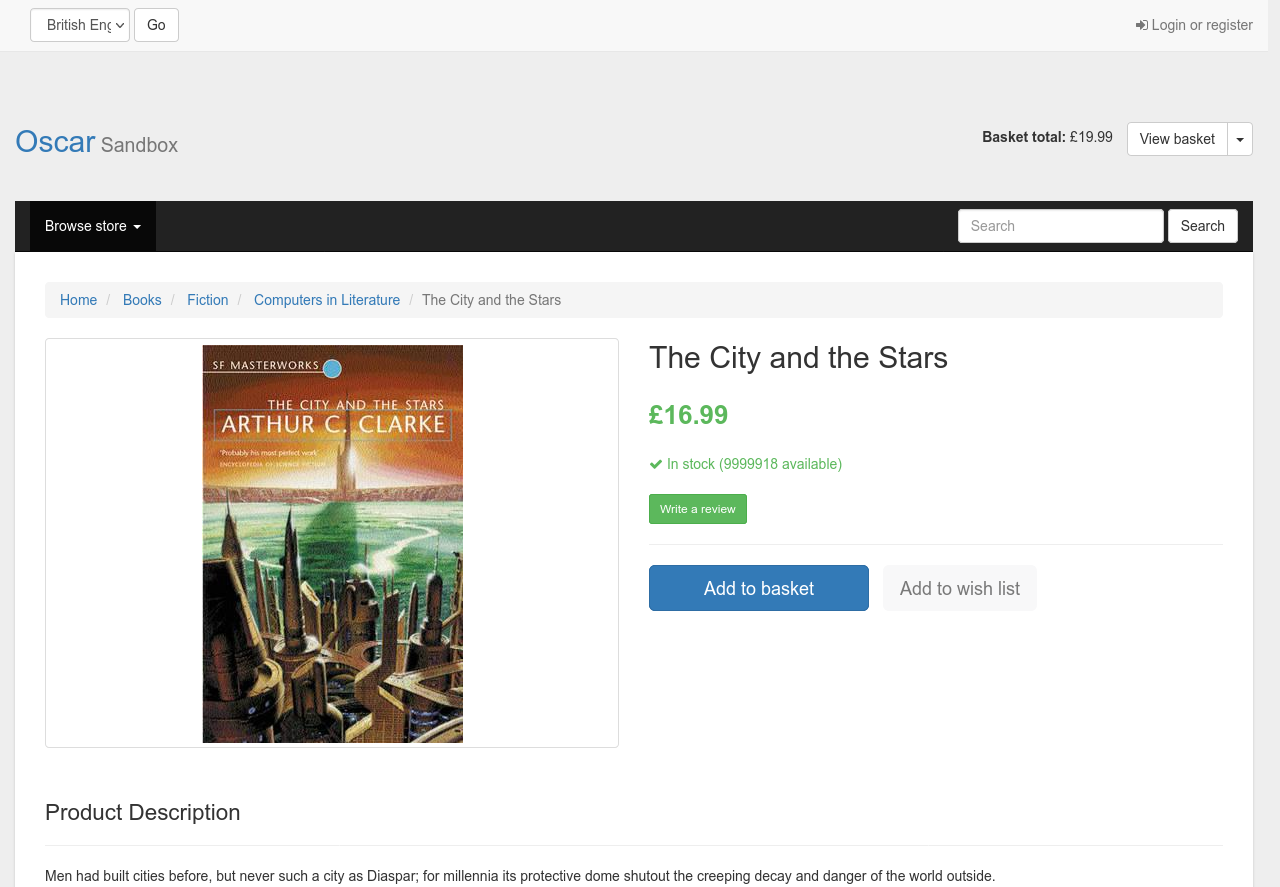 British Eng
Go
Login or register
Oscar Sandbox
Basket total: £19.99
View basket
Browse store
Search
Search
Home / Books / Fiction / Computers in Literature / The City and the Stars
SF MASTERWORKS
THE CITY AND THE STARS
ARTHUR C. CLARKE
'Probably his most perfect work'
ENCYCLOPEDIA OF SCIENCE FICTION
The City and the Stars
£16.99
In stock (9999918 available)
Write a review
Add to basket
Add to wish list
Product Description
Men had built cities before, but never such a city as Diaspar; for millennia its protective dome shutout the creeping decay and danger of the world outside.